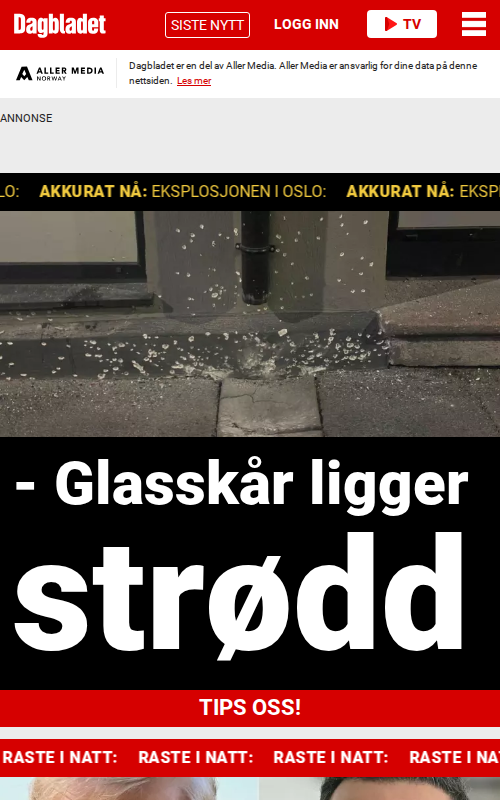 Dagbladet
SISTE NYTT
LOGG INN
TV
ALLER MEDIA
NORWAY
Dagbladet er en del av Aller Media. Aller Media er ansvarlig for dine data på denne
nettsiden. Les mer
ANNONSE
LO: AKKURAT NÅ: EKSPLOSJONEN I OSLO: AKKURAT NÅ: EKSP
- Glasskår ligger
strødd
TIPS OSS!
RASTE I NATT: RASTE I NATT: RASTE I NATT: RASTE I NA